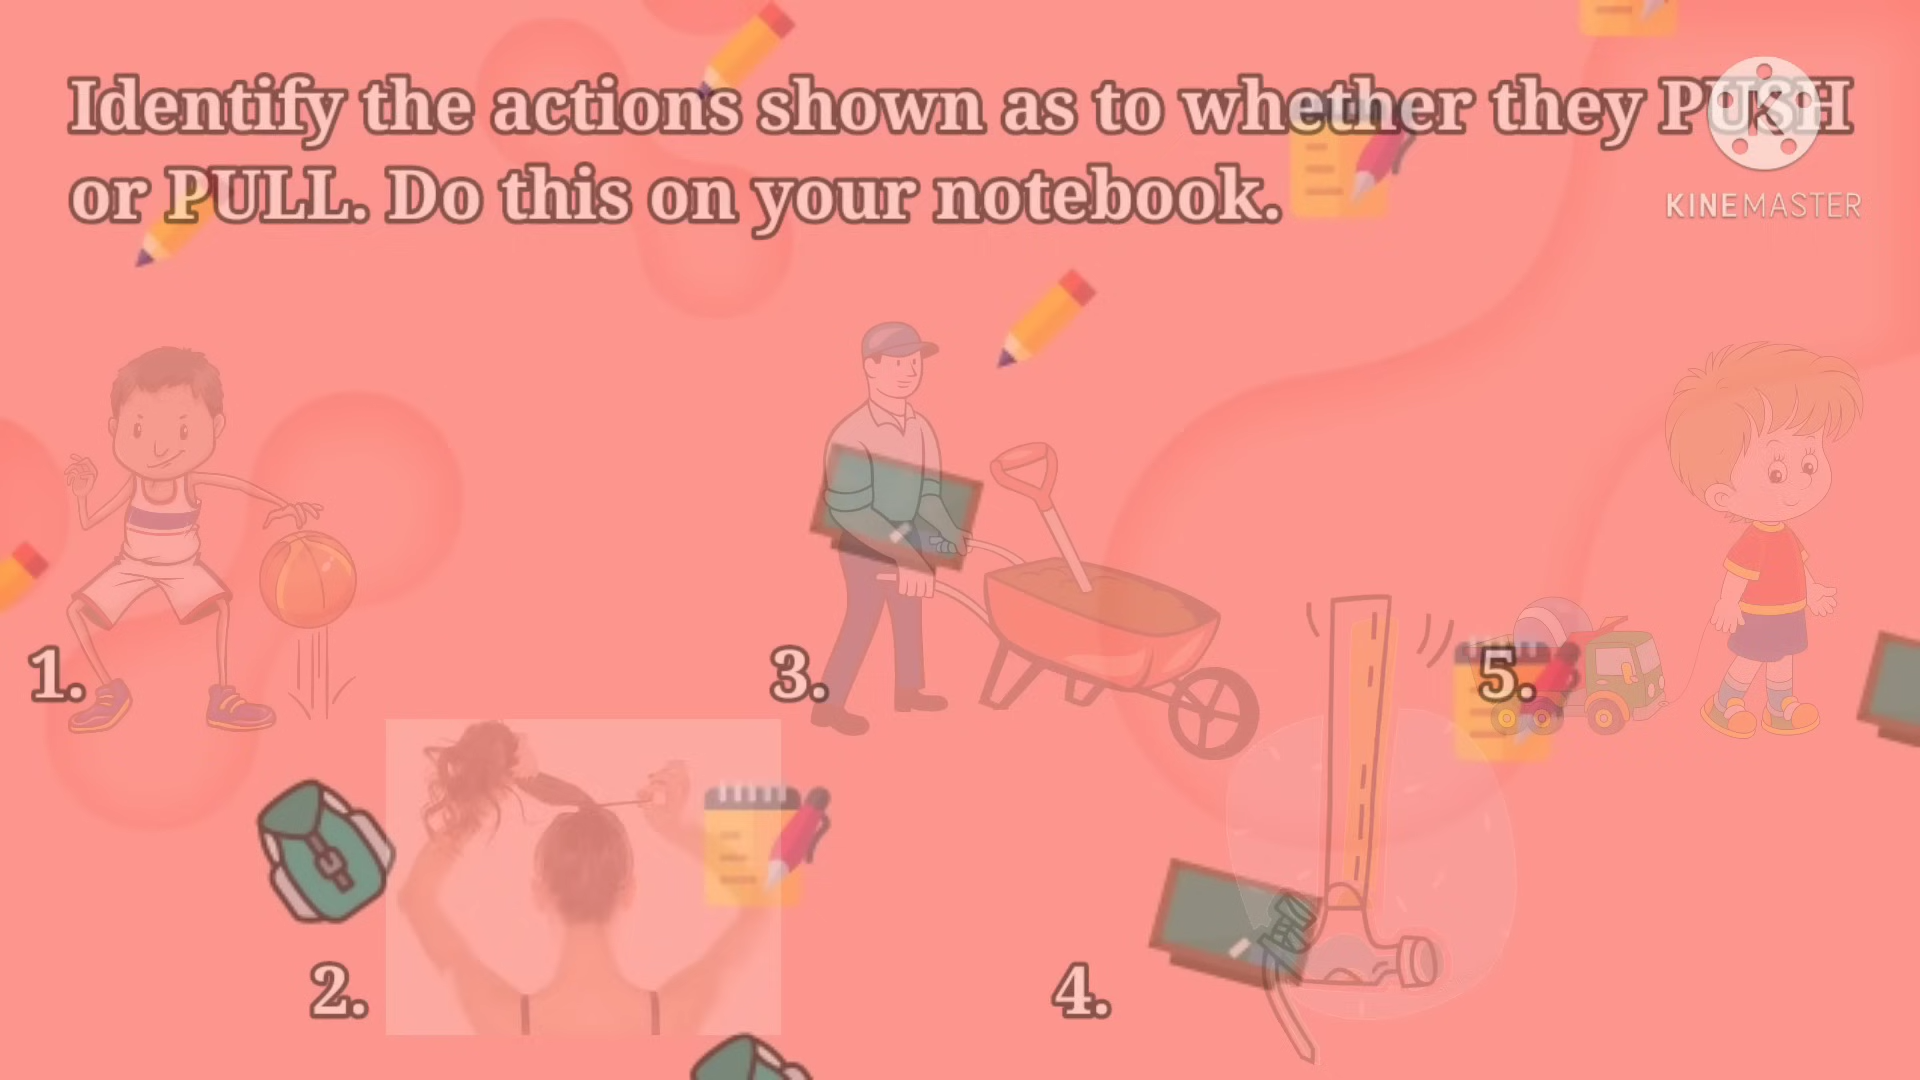 Identify the actions shown as to whether they PUSH
or PULL. Do this on your notebook.
K
KINEMASTER
1.
3.
5.
2.
4.